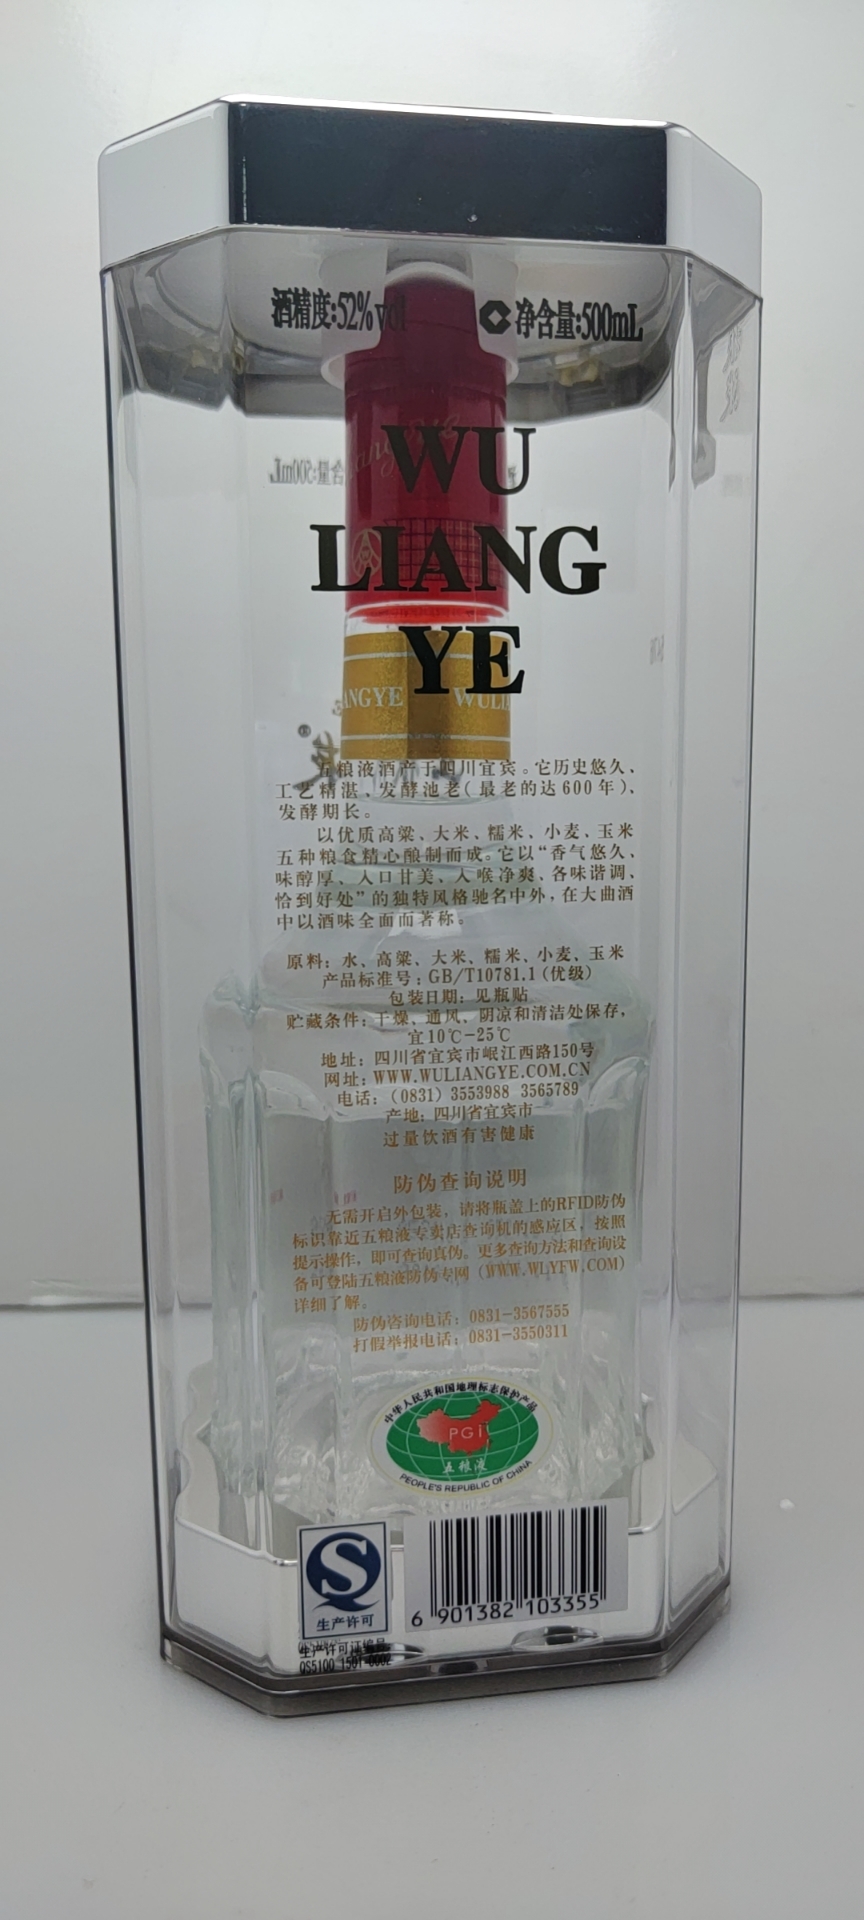 酒精度:52%vol
净含量:500mL
WU
LIANG
YE
ANGYE WULIA
五粮液酒产于四川宜宾。它历史悠久、
工艺精湛、发酵池老(最老的达600年)、
发酵期长。
以优质高粱、大米、糯米、小麦、玉米
五种粮食精心酿制而成。它以“香气悠久、
味醇厚、入口甘美、入喉净爽、各味谐调、
恰到好处”的独特风格驰名中外,在大曲酒
中以酒味全面而著称。
原料: 水、高粱、大米、糯米、小麦、玉米
产品标准号: GB/T10781.1(优级)
包装日期: 见瓶贴
贮藏条件: 干燥、通风、阴凉和清洁处保存,
宜10℃-25℃
地址: 四川省宜宾市岷江西路150号
网址: WWW.WULIANGYE.COM.CN
电话: (0831) 3553988 3565789
产地: 四川省宜宾市
过量饮酒有害健康
防伪查询说明
无需开启外包装, 请将瓶盖上的RFID防伪
标识靠近五粮液专卖店查询机的感应区, 按照
提示操作, 即可查询真伪。更多查询方法和查询设
备可登陆五粮液防伪专网 (WWW.WLYFW.COM)
详细了解。
防伪咨询电话: 0831-3567555
打假举报电话: 0831-3550311
中华人民共和国地理标志保护产品
PGI
五粮液
PEOPLE'S REPUBLIC OF CHINA
生产许可
6 901382 103355
生产许可证编号
QS5100 1501 0002